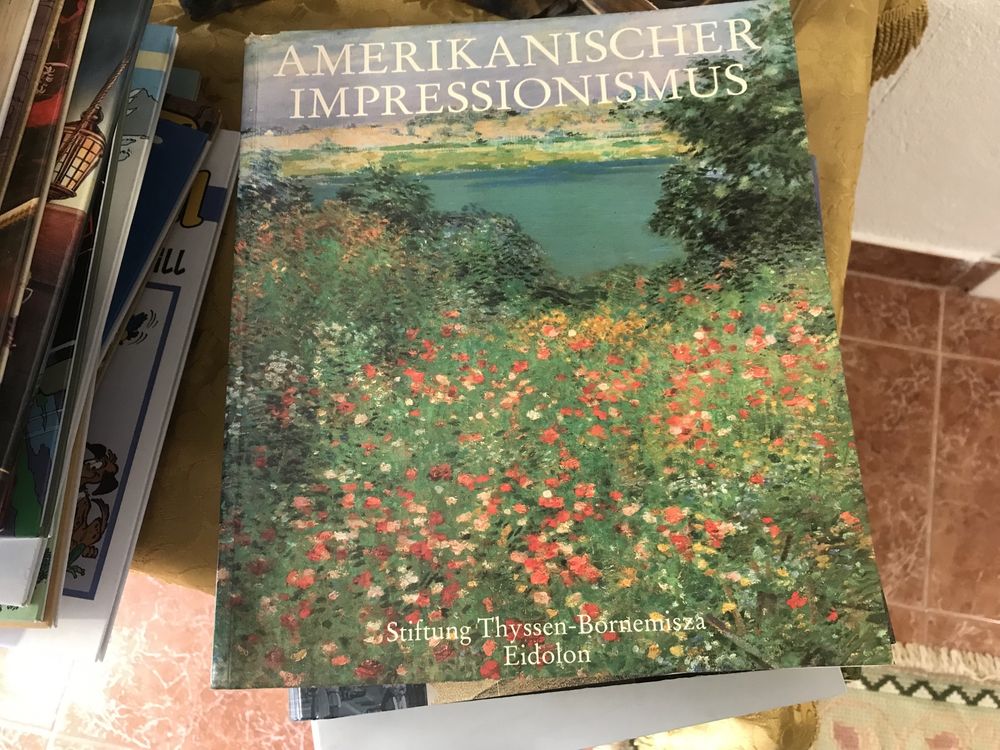 AMERIKANISCHER
IMPRESSIONISMUS
Stiftung Thyssen-Bornemisza
Eidolon